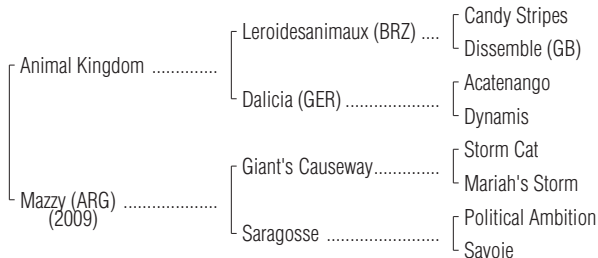 Candy Stripes
Leroidesanimaux (BRZ) ....
Dissemble (GB)
Animal Kingdom ..............
Acatenango
Dalicia (GER) ....................
Dynamis
Storm Cat
Giant's Causeway..............
Mariah's Storm
Mazzy (ARG) ....................
(2009)
Political Ambition
Saragosse ........................
Savoie